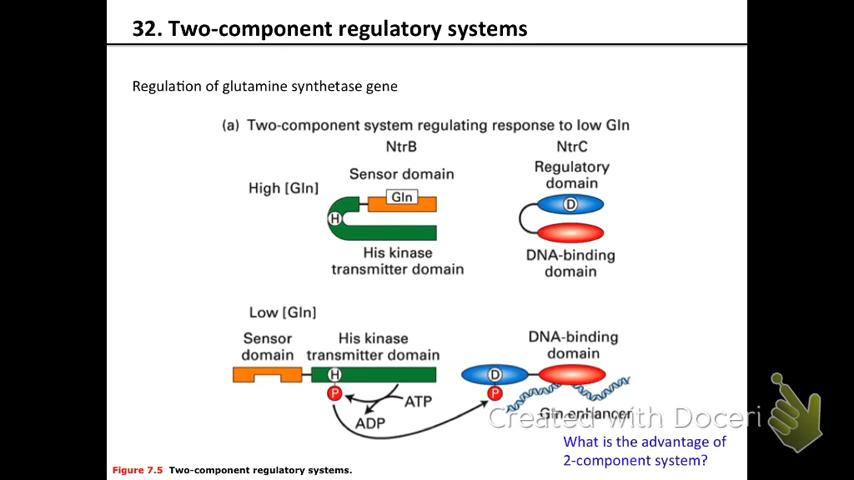 32. Two-component regulatory systems
Regulation of glutamine synthetase gene
(a) Two-component system regulating response to low Gln
NtrB
NtrC
Sensor domain
Regulatory
domain
High [Gln]
Gln
D
H
His kinase
transmitter domain
DNA-binding
domain
Low [Gln]
Sensor
domain
His kinase
transmitter domain
DNA-binding
domain
H
D
P
P
ATP
ADP
Gln enhancer
Created with Doceri
What is the advantage of
2-component system?
Figure 7.5 Two-component regulatory systems.